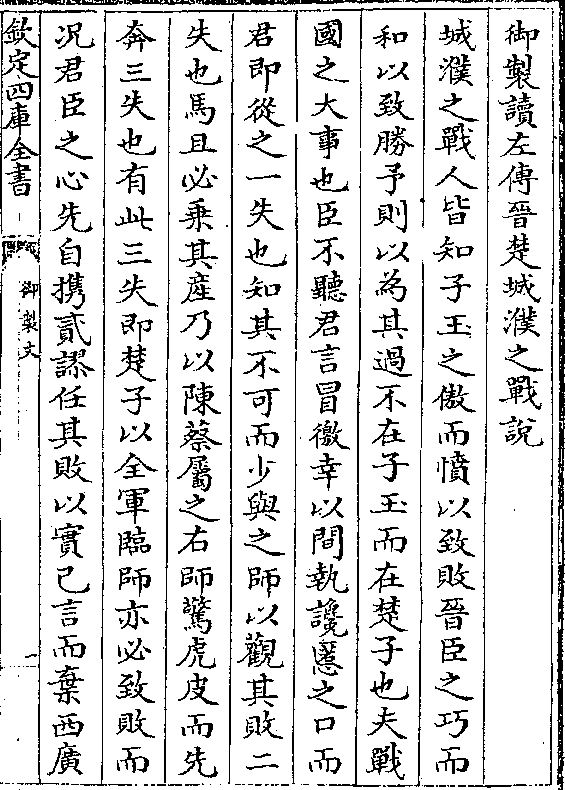 御製讀左傳晉楚城濮之戰說
城濮之戰人皆知子玉之傲而憤以致敗晉臣之巧而
和以致勝予則以為其過不在子玉而在楚子也夫戰
國之大事也臣不聽君言冒徼幸以間執讒慝之口而
君即從之一失也知其不可而少與之師以觀其敗二
失也馬且必乗其産乃以陳蔡屬之右師驚虎皮而先
奔三失也有此三失即楚子以全軍臨師亦必致敗而
况君臣之心先自携貳謬任其敗以實己言而棄西廣
欽定四庫全書
御製文
一